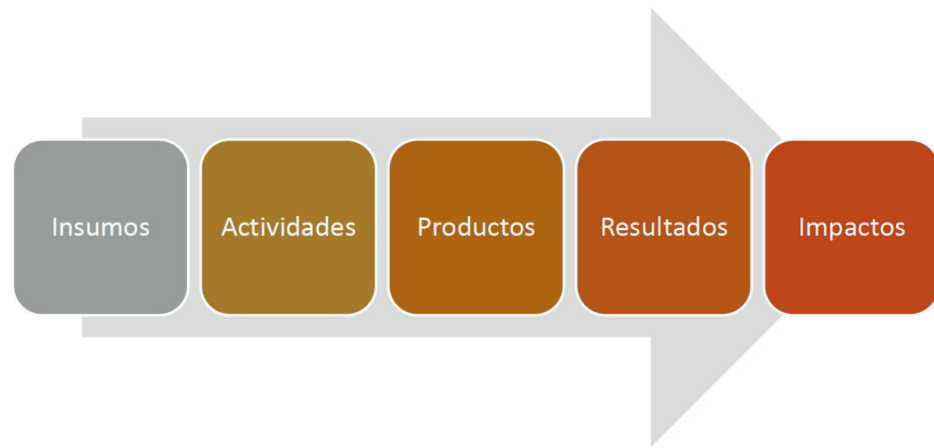 Insumos
Actividades
Productos
Resultados
Impactos